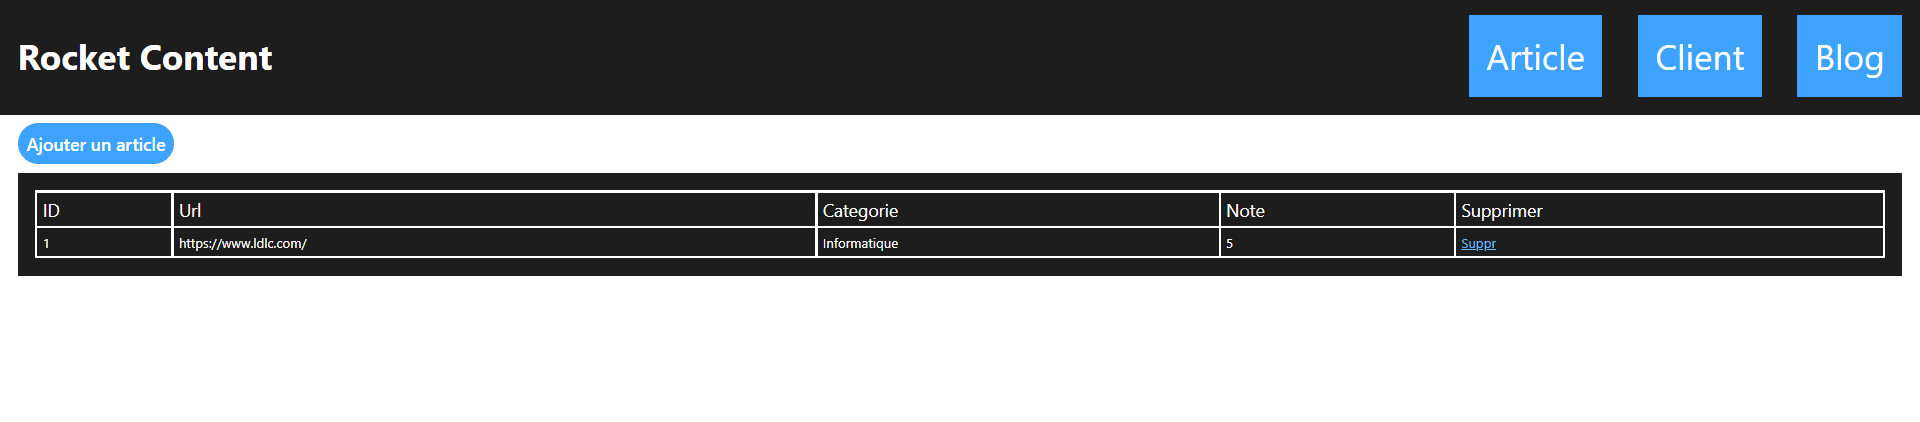 Rocket Content Article Client Blog
Ajouter un article
ID Url Categorie Note Supprimer
1 https://www.ldlc.com/ Informatique 5 Suppr